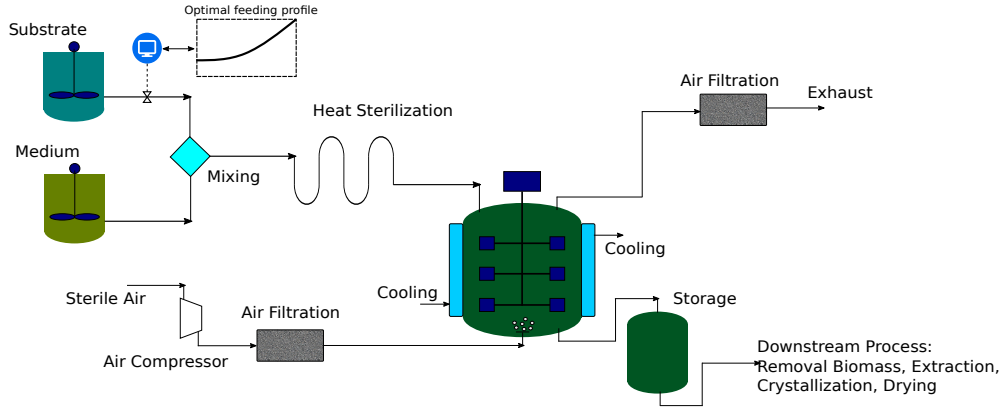 Optimal feeding profile
Substrate
Air Filtration
Exhaust
Heat Sterilization
Medium
Mixing
Cooling
Cooling
Sterile Air
Storage
Air Filtration
Air Compressor
Downstream Process:
Removal Biomass, Extraction,
Crystallization, Drying